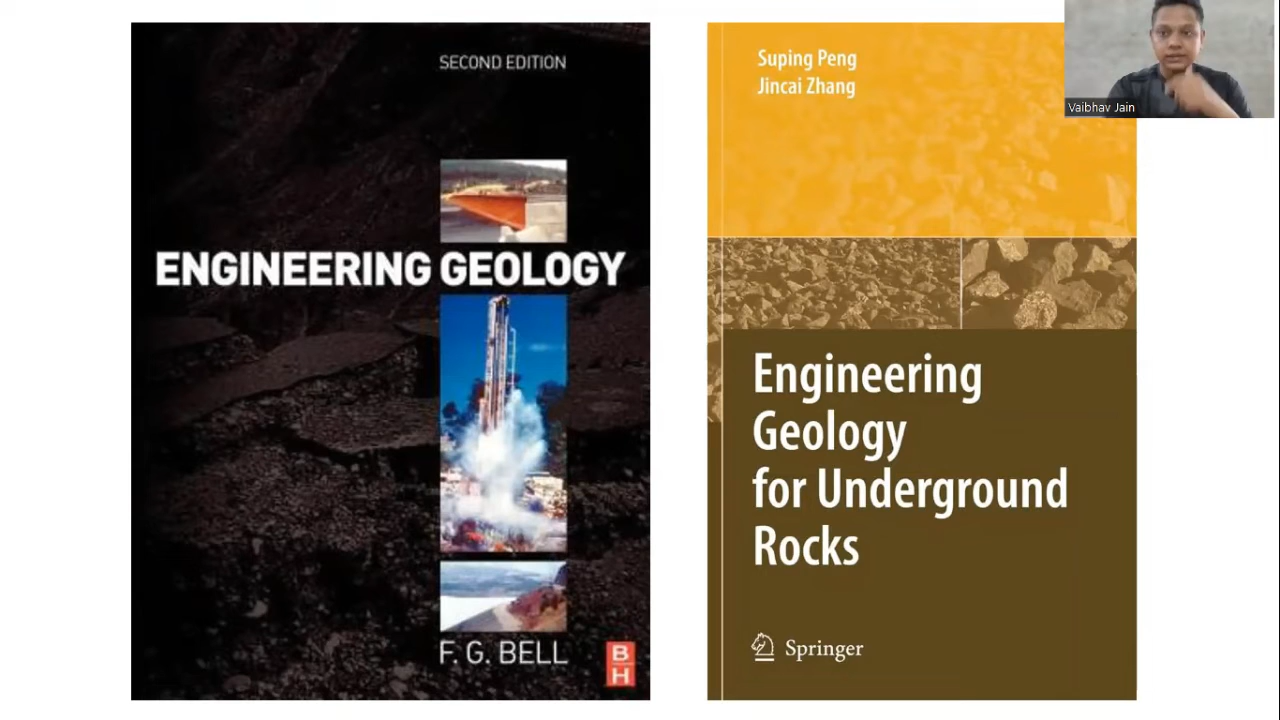 SECOND EDITION
ENGINEERING GEOLOGY
F. G. BELL
B
H
Suping Peng
Jincai Zhang
Engineering
Geology
for Underground
Rocks
Springer
Vaibhav Jain